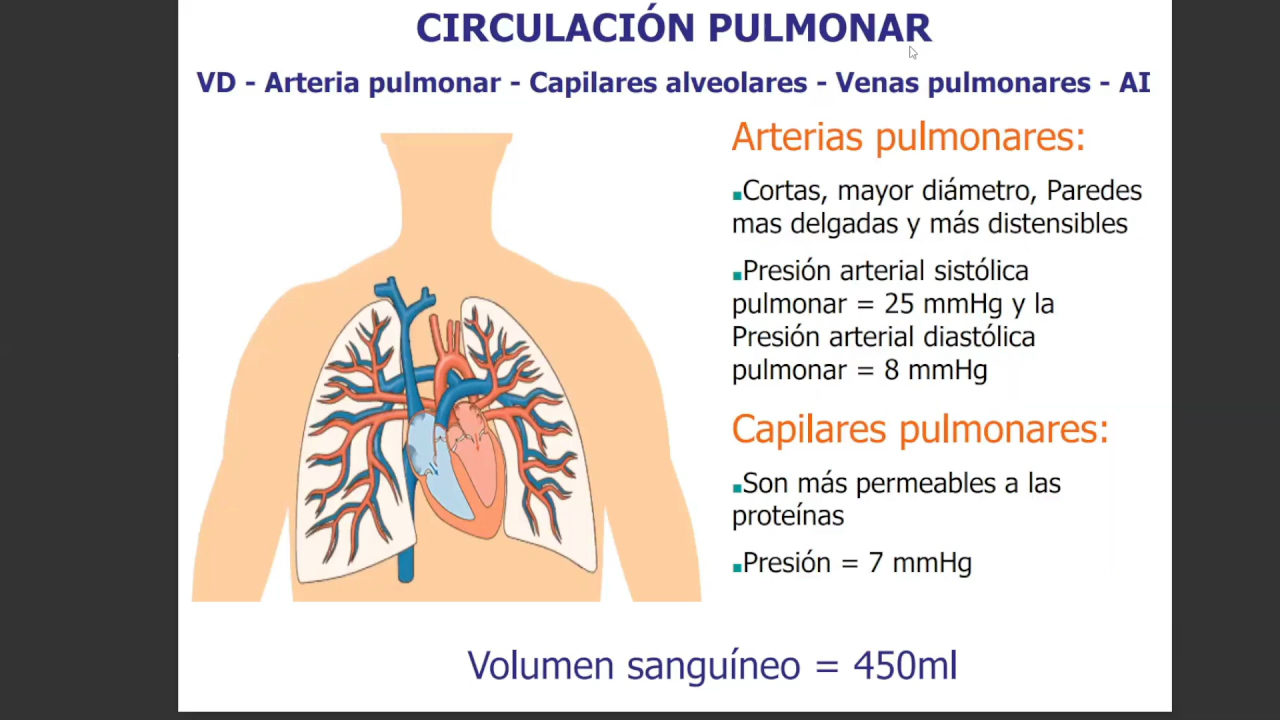 CIRCULACIÓN PULMONAR
VD - Arteria pulmonar - Capilares alveolares - Venas pulmonares - AI
Arterias pulmonares:
▪Cortas, mayor diámetro, Paredes
mas delgadas y más distensibles
▪Presión arterial sistólica
pulmonar = 25 mmHg y la
Presión arterial diastólica
pulmonar = 8 mmHg
Capilares pulmonares:
▪Son más permeables a las
proteínas
▪Presión = 7 mmHg
Volumen sanguíneo = 450ml